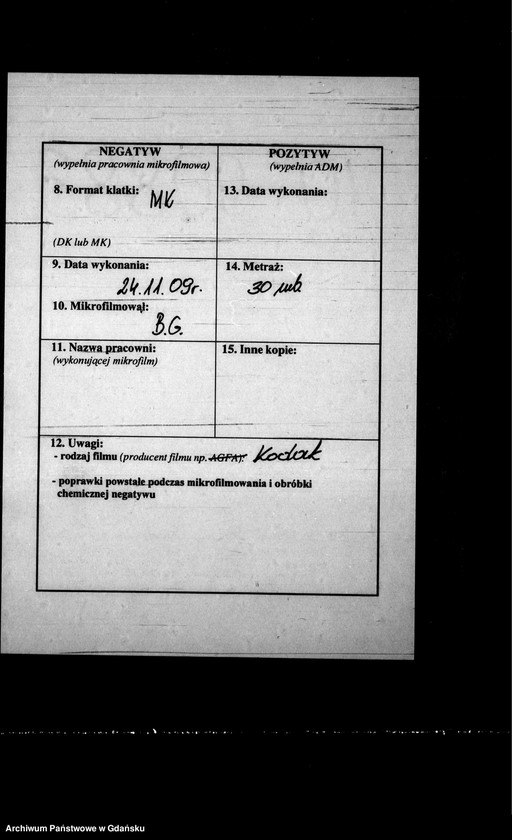 NEGATYW
(wypełnia pracownia mikrofilmowa)
8. Format klatki: MK
(DK lub MK)
9. Data wykonania:
24.11.09r.
10. Mikrofilmował:
B.G.
11. Nazwa pracowni:
(wykonującej mikrofilm)
POZYTYW
(wypełnia ADM)
13. Data wykonania:
14. Metraż:
30 mb
15. Inne kopie:
12. Uwagi:
- rodzaj filmu (producent filmu np. AGFA): Kodak
- poprawki powstałe podczas mikrofilmowania i obróbki
chemicznej negatywu
Archiwum Państwowe w Gdańsku